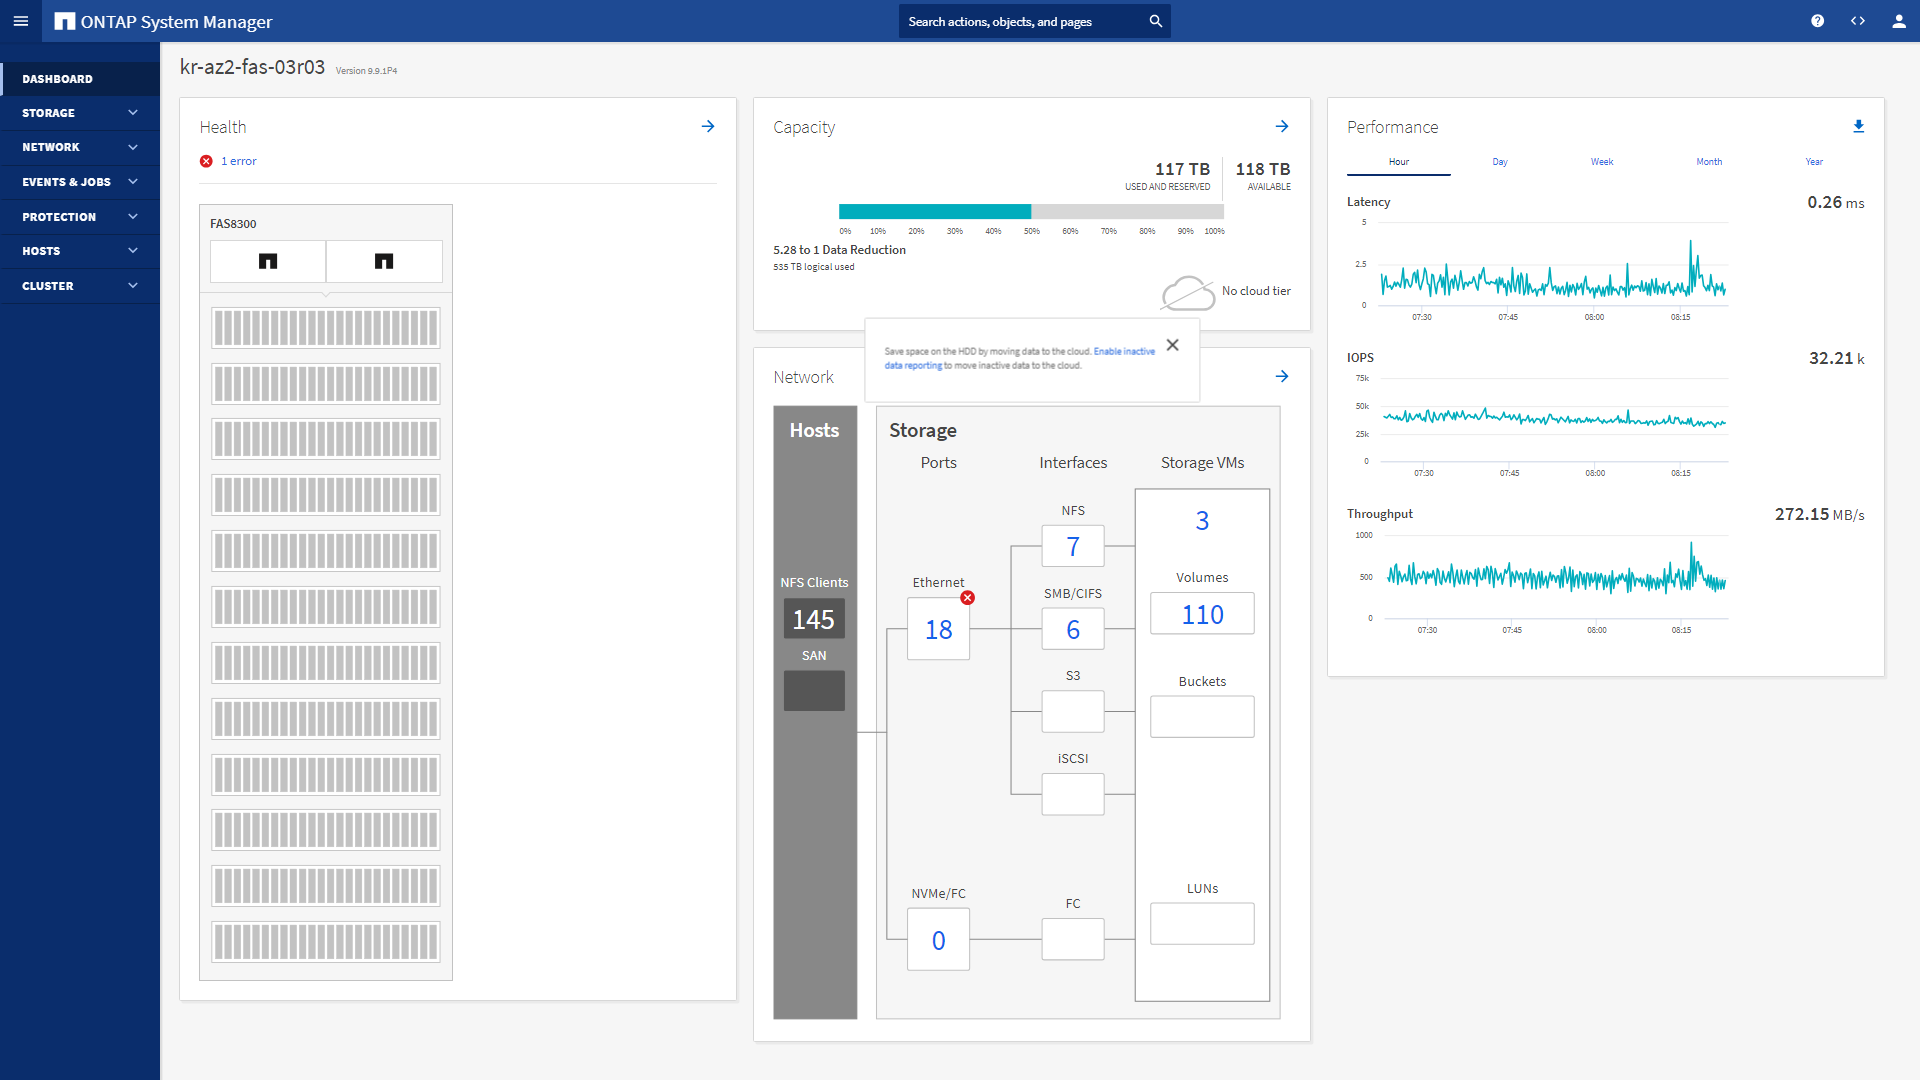 ONTAP System Manager
Search actions, objects, and pages
DASHBOARD
STORAGE
NETWORK
EVENTS & JOBS
PROTECTION
HOSTS
CLUSTER
kr-az2-fas-03r03 Version 9.9.1P4
Health
1 error
FAS8300
Capacity
117 TB
USED AND RESERVED
118 TB
AVAILABLE
0% 10% 20% 30% 40% 50% 60% 70% 80% 90% 100%
5.28 to 1 Data Reduction
535 TB logical used
No cloud tier
Save space on the HDD by moving data to the cloud. Enable inactive
data reporting to move inactive data to the cloud.
Network
Hosts
NFS Clients
145
SAN
Storage
Ports
Interfaces
Storage VMs
Ethernet
18
NVMe/FC
0
NFS
7
SMB/CIFS
6
S3
iSCSI
FC
3
Volumes
110
Buckets
LUNs
Performance
Hour Day Week Month Year
Latency
0.26 ms
5
2.5
0
07:30 07:45 08:00 08:15
IOPS
32.21 k
75k
50k
25k
0
07:30 07:45 08:00 08:15
Throughput
272.15 MB/s
1000
500
0
07:30 07:45 08:00 08:15